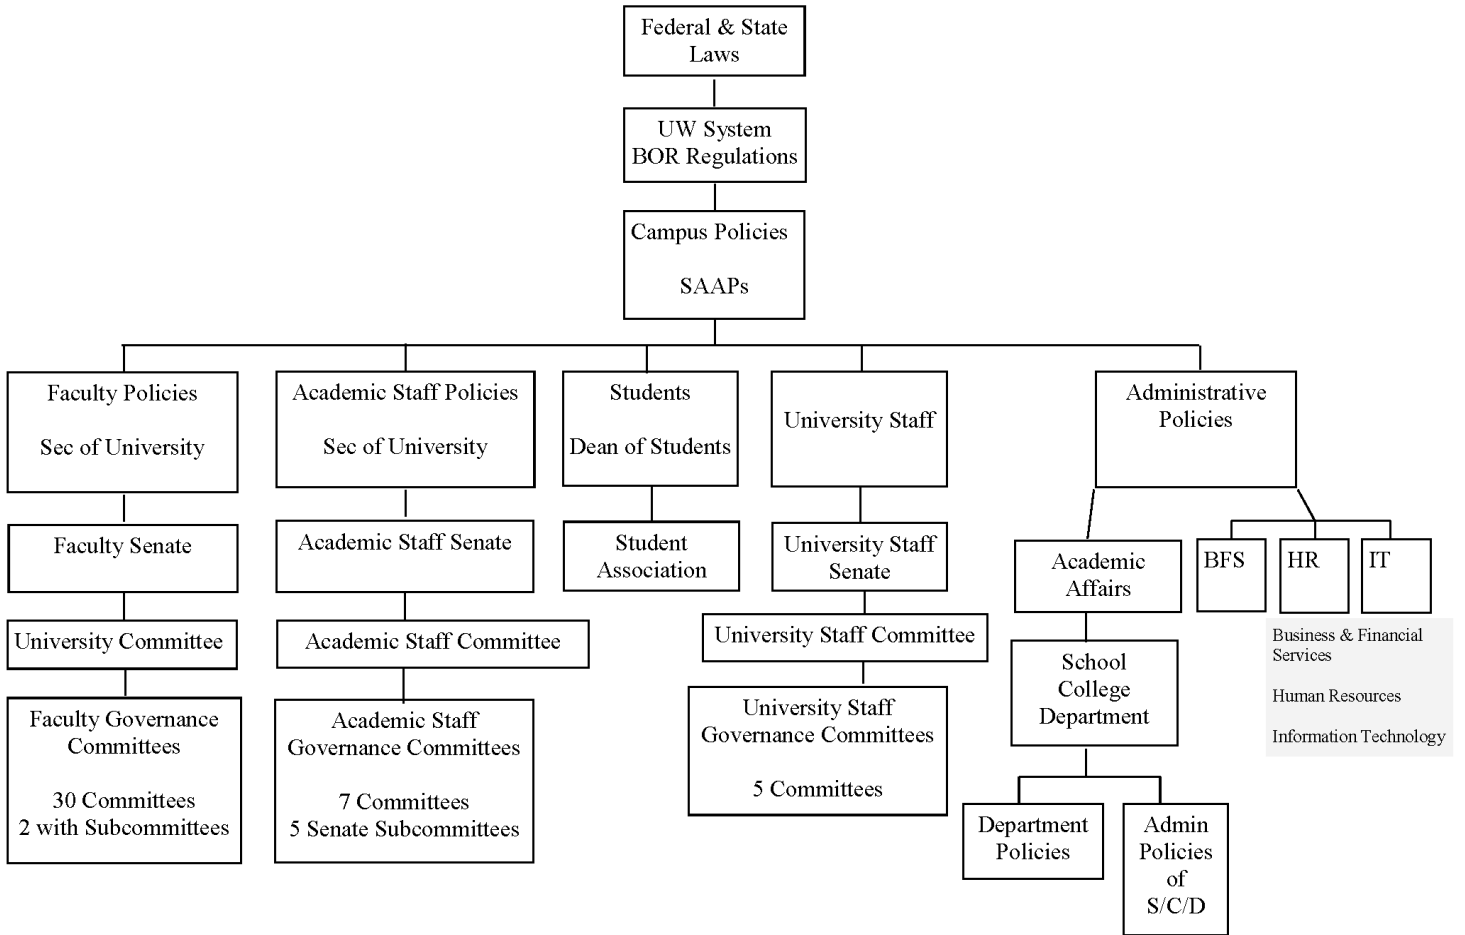 Federal & State
Laws
UW System
BOR Regulations
Campus Policies
SAAPs
Faculty Policies
Sec of University
Academic Staff Policies
Sec of University
Students
Dean of Students
University Staff
Administrative
Policies
Faculty Senate
Academic Staff Senate
Student
Association
University Staff
Senate
Academic
Affairs
BFS
HR
IT
University Committee
Academic Staff Committee
University Staff Committee
School
College
Department
Business & Financial
Services
Human Resources
Information Technology
Faculty Governance
Committees
30 Committees
2 with Subcommittees
Academic Staff
Governance Committees
7 Committees
5 Senate Subcommittees
University Staff
Governance Committees
5 Committees
Department
Policies
Admin
Policies
of
S/C/D